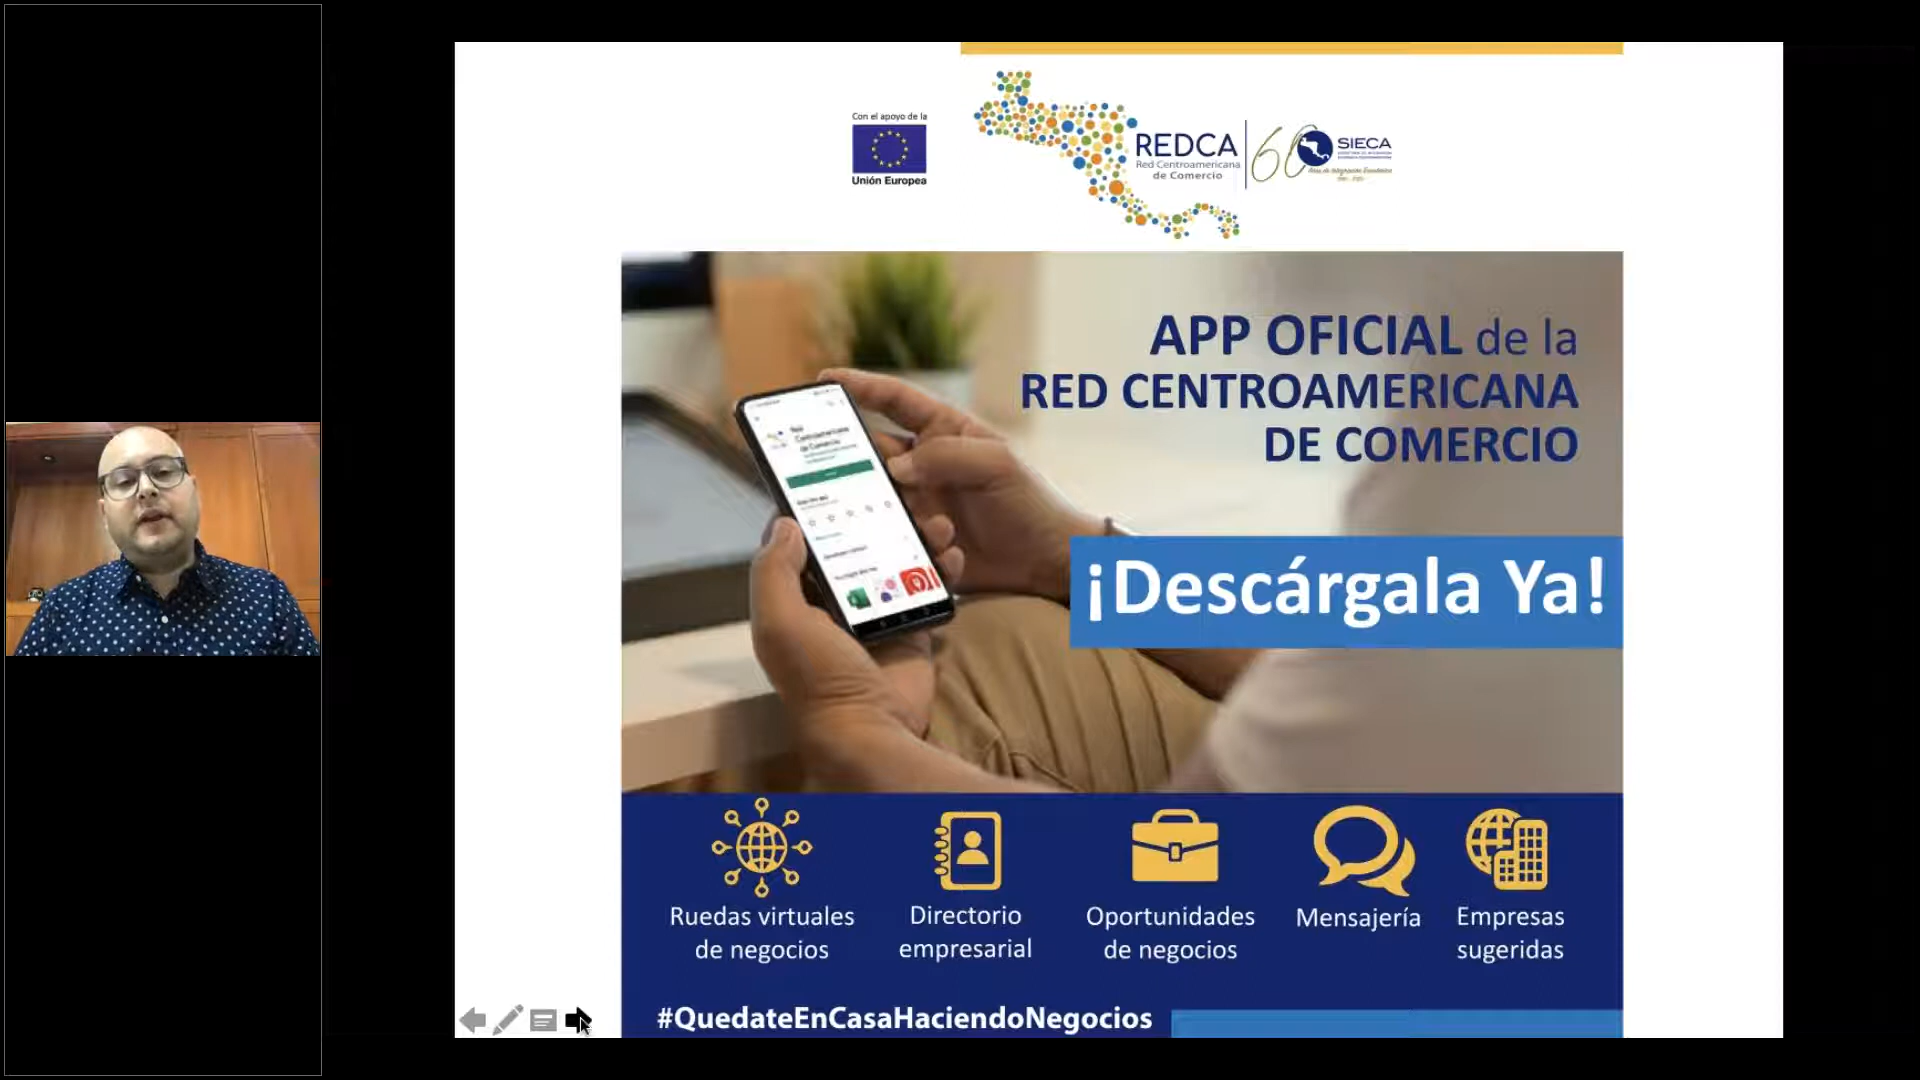 Con el apoyo de la
Unión Europea
REDCA
Red Centroamericana
de Comercio
60
SIECA
APP OFICIAL de la
RED CENTROAMERICANA
DE COMERCIO
¡Descárgala Ya!
Ruedas virtuales
de negocios
Directorio
empresarial
Oportunidades
de negocios
Mensajería
Empresas
sugeridas
#QuedateEnCasaHaciendoNegocios